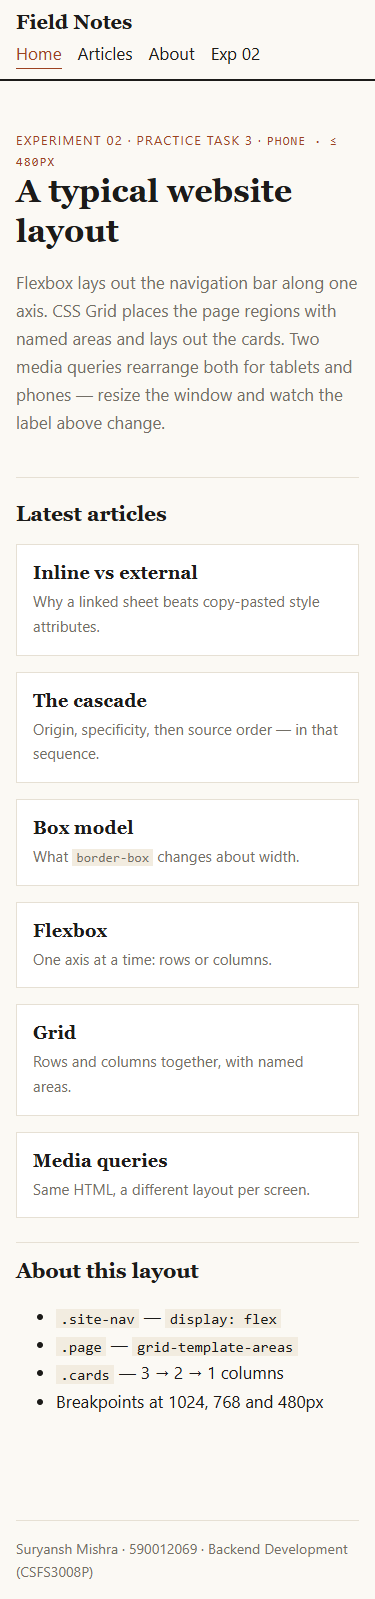 Field Notes
Home Articles About Exp 02
EXPERIMENT 02 · PRACTICE TASK 3 · PHONE · ≤
480PX
A typical website
layout
Flexbox lays out the navigation bar along one
axis. CSS Grid places the page regions with
named areas and lays out the cards. Two
media queries rearrange both for tablets and
phones — resize the window and watch the
label above change.
Latest articles
Inline vs external
Why a linked sheet beats copy-pasted style
attributes.
The cascade
Origin, specificity, then source order — in that
sequence.
Box model
What border-box changes about width.
Flexbox
One axis at a time: rows or columns.
Grid
Rows and columns together, with named
areas.
Media queries
Same HTML, a different layout per screen.
About this layout
• .site-nav — display: flex
• .page — grid-template-areas
• .cards — 3 → 2 → 1 columns
• Breakpoints at 1024, 768 and 480px
Suryansh Mishra · 590012069 · Backend Development
(CSFS3008P)